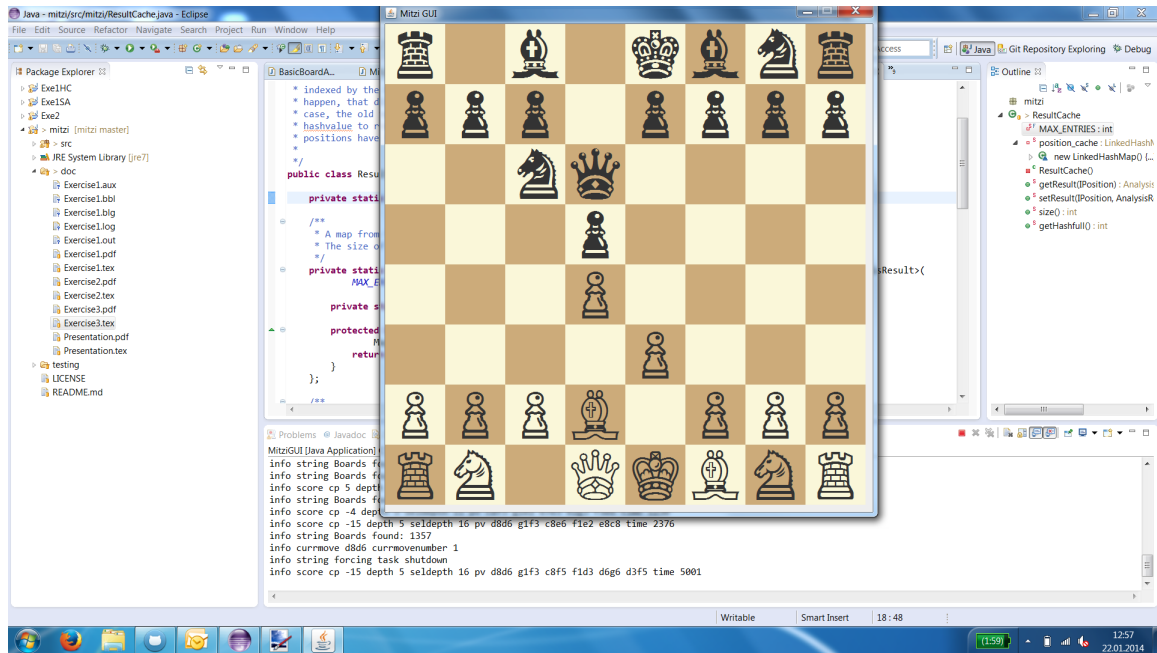 Java - mitzi/src/mitzi/ResultCache.java - Eclipse
Mitzi GUI
File Edit Source Refactor Navigate Search Project Run Window Help
Access
Java
Git Repository Exploring
Debug
Package Explorer
Exe1HC
Exe1SA
Exe2
> mitzi [mitzi master]
> src
JRE System Library [jre7]
> doc
Exercise1.aux
Exercise1.bbl
Exercise1.blg
Exercise1.log
Exercise1.out
Exercise1.pdf
Exercise1.tex
Exercise2.pdf
Exercise2.tex
Exercise3.pdf
Exercise3.tex
Presentation.pdf
Presentation.tex
> testing
LICENSE
README.md
BasicBoardA...
Mi
* indexed by the
* happen, that d
* case, the old
* hashvalue to r
* positions have
*
*/
public class Resu
private stati
/**
* A map from
* The size o
*/
private stati
sResult>(
MAX_E
private s
protected
M
retur
}
};
/**
Outline
mitzi
> ResultCache
MAX_ENTRIES : int
position_cache : LinkedHashM
new LinkedHashMap() {...
ResultCache()
getResult(IPosition) : Analysis
setResult(IPosition, AnalysisR
size() : int
getHashfull() : int
Problems
Javadoc
MitziGUI [Java Application]
info string Boards fo
info string Boards fo
info score cp 5 depth
info string Boards fo
info score cp -4 dept
info score cp -15 depth 5 seldepth 16 pv d8d6 g1f3 c8e6 f1e2 e8c8 time 2376
info string Boards found: 1357
info currmove d8d6 currmovenumber 1
info string forcing task shutdown
info score cp -15 depth 5 seldepth 16 pv d8d6 g1f3 c8f5 f1d3 d6g6 d3f5 time 5001
Writable
Smart Insert
18 : 48
(1:59)
12:57
22.01.2014